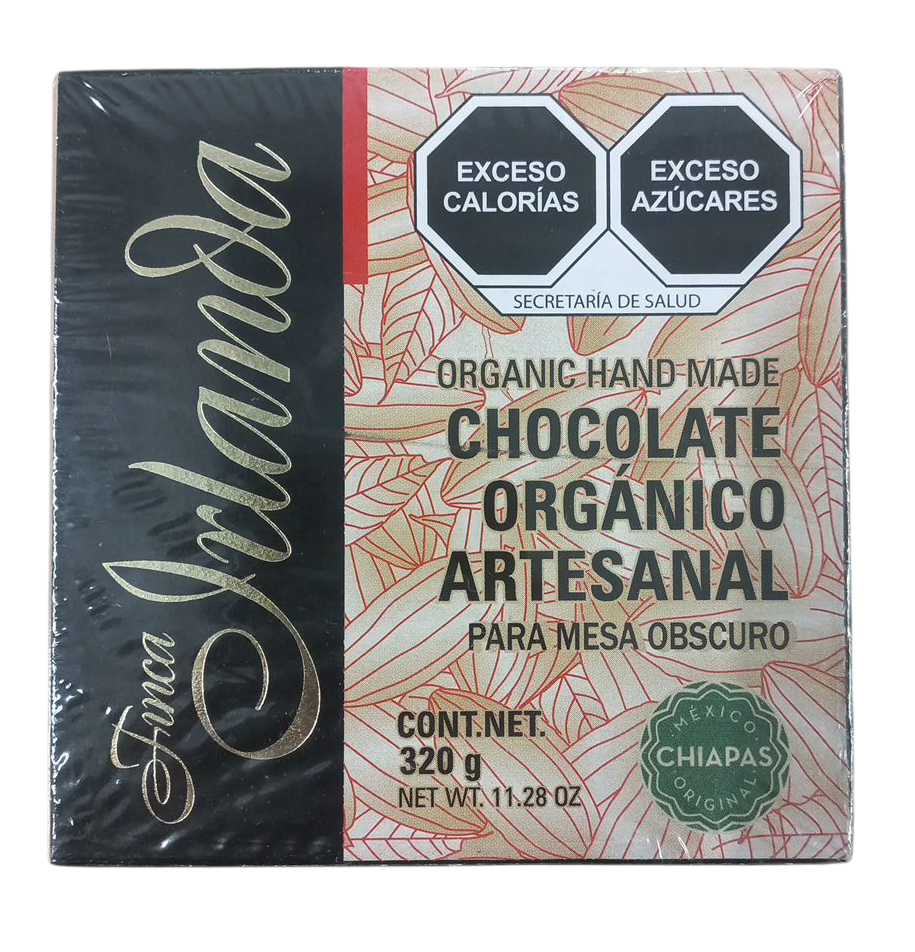 Finca Irlanda
EXCESO
CALORÍAS
EXCESO
AZÚCARES
SECRETARÍA DE SALUD
ORGANIC HAND MADE
CHOCOLATE
ORGÁNICO
ARTESANAL
PARA MESA OBSCURO
CONT.NET.
320 g
NET WT. 11.28 OZ
MÉXICO
CHIAPAS
ORIGINAL